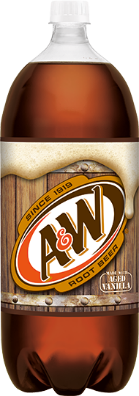 SINCE 1919
A&W
ROOT BEER
MADE WITH
AGED
VANILLA